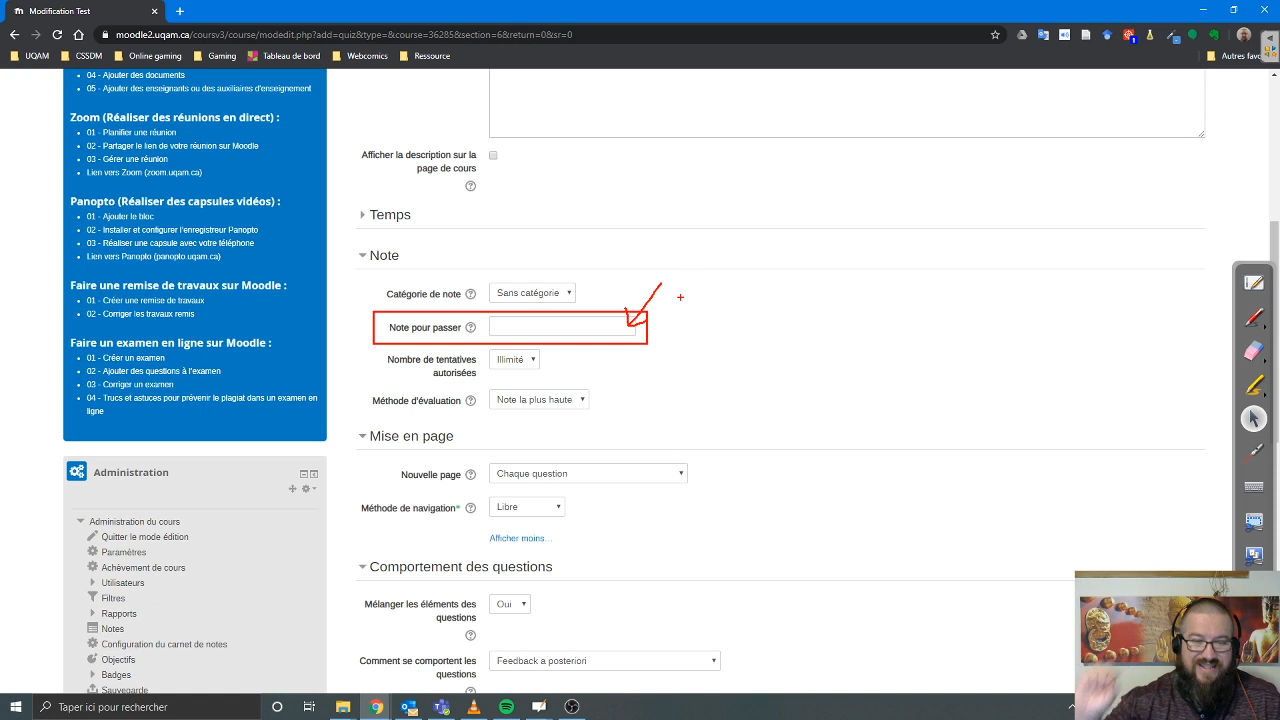 Modification Test
moodle2.uqam.ca/coursv3/course/modedit.php?add=quiz&type=&course=36285&section=6&return=0&sr=0
UQAM
CSSDM
Online gaming
Gaming
Tableau de bord
Webcomics
Ressource
Autres favo
04 - Ajouter des documents
05 - Ajouter des enseignants ou des auxiliaires d'enseignement
Zoom (Réaliser des réunions en direct) :
01 - Planifier une réunion
02 - Partager le lien de votre réunion sur Moodle
03 - Gérer une réunion
Lien vers Zoom (zoom.uqam.ca)
Panopto (Réaliser des capsules vidéos) :
01 - Ajouter le bloc
02 - Installer et configurer l'enregistreur Panopto
03 - Réaliser une capsule avec votre téléphone
Lien vers Panopto (panopto.uqam.ca)
Faire une remise de travaux sur Moodle :
01 - Créer une remise de travaux
02 - Corriger les travaux remis
Faire un examen en ligne sur Moodle :
01 - Créer un examen
02 - Ajouter des questions à l'examen
03 - Corriger un examen
04 - Trucs et astuces pour prévenir le plagiat dans un examen en
ligne
Administration
Administration du cours
Quitter le mode édition
Paramètres
Achèvement de cours
Utilisateurs
Filtres
Rapports
Notes
Configuration du carnet de notes
Objectifs
Badges
Sauvegarde
Afficher la description sur la
page de cours
Temps
Note
Catégorie de note
Sans catégorie
Note pour passer
Nombre de tentatives
autorisées
Illimité
Méthode d'évaluation
Note la plus haute
Mise en page
Nouvelle page
Chaque question
Méthode de navigation*
Libre
Afficher moins...
Comportement des questions
Mélanger les éléments des
questions
Oui
Comment se comportent les
questions
Feedback a posteriori
Taper ici pour rechercher